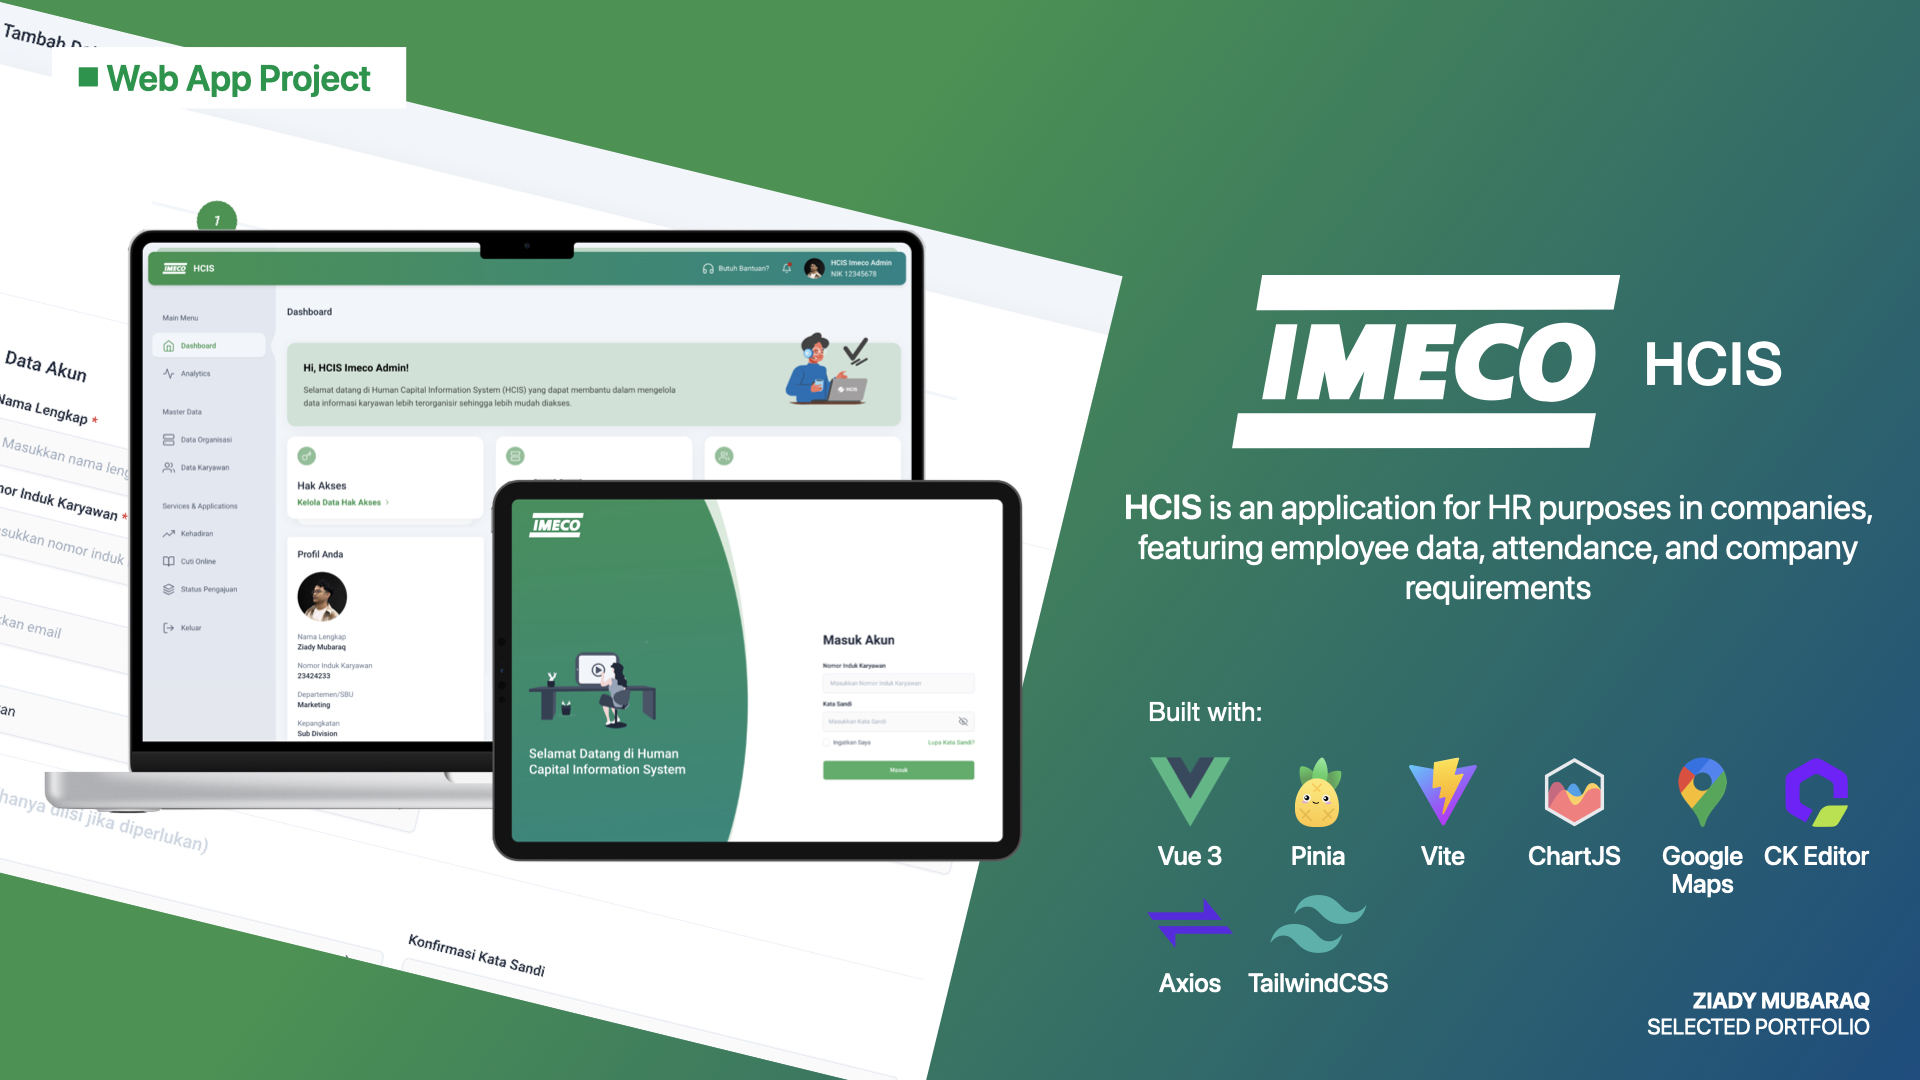 Tambah
Web App Project
1
Data Akun
Nama Lengkap *
Masukkan nama leng
nor Induk Karyawan *
sukkan nomor induk
kkan email
an
hanya diisi jika diperlukan)
Konfirmasi Kata Sandi
IMECO HCIS
Butuh Bantuan?
HCIS Imeco Admin
NIK 12345678
Main Menu
Dashboard
Analytics
Master Data
Data Organisasi
Data Karyawan
Services & Applications
Kehadiran
Cuti Online
Status Pengajuan
Keluar
Dashboard
Hi, HCIS Imeco Admin!
Selamat datang di Human Capital Information System (HCIS) yang dapat membantu dalam mengelola
data informasi karyawan lebih terorganisir sehingga lebih mudah diakses.
HCIS
Hak Akses
Kelola Data Hak Akses >
Profil Anda
Nama Lengkap
Ziady Mubaraq
Nomor Induk Karyawan
23424233
Departemen/SBU
Marketing
Kepangkatan
Sub Division
IMECO
Selamat Datang di Human
Capital Information System
Masuk Akun
Nomor Induk Karyawan
Masukkan Nomor Induk Karyawan
Kata Sandi
Masukkan Kata Sandi
Ingatkan Saya
Lupa Kata Sandi?
Masuk
IMECO HCIS
HCIS is an application for HR purposes in companies,
featuring employee data, attendance, and company
requirements
Built with:
Vue 3
Pinia
Vite
ChartJS
Google
Maps
CK Editor
Axios
TailwindCSS
ZIADY MUBARAQ
SELECTED PORTFOLIO